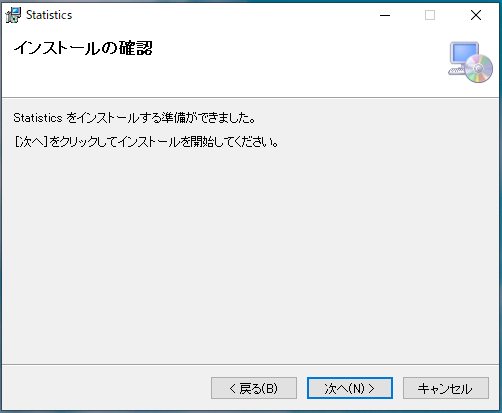 Statistics
インストールの確認
Statistics をインストールする準備ができました。
[次へ]をクリックしてインストールを開始してください。
< 戻る(B)
次へ(N) >
キャンセル